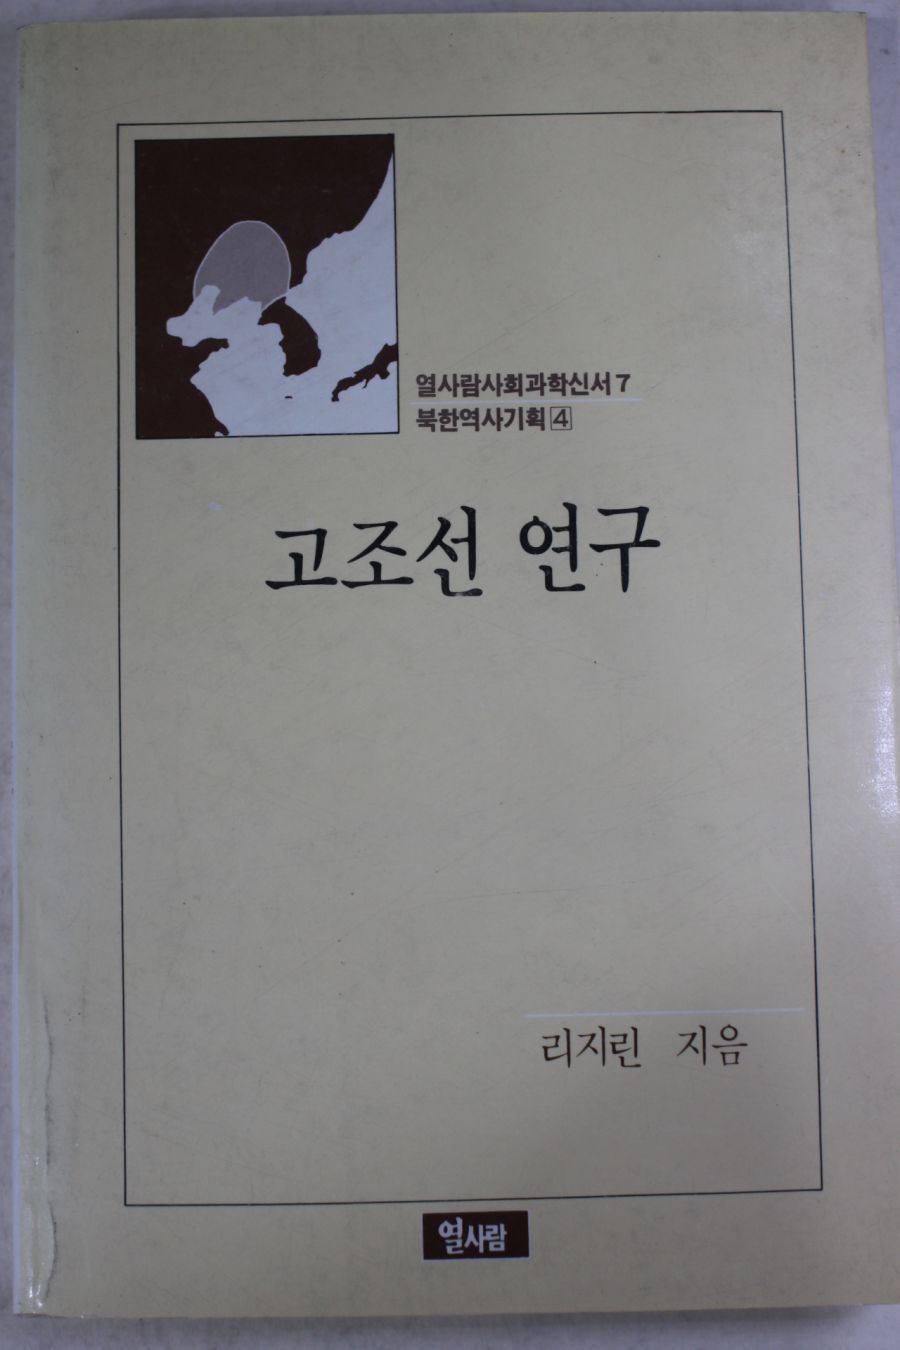 열사람사회과학신서 7
북한역사기획 4
고조선 연구
리지린 지음
열사람